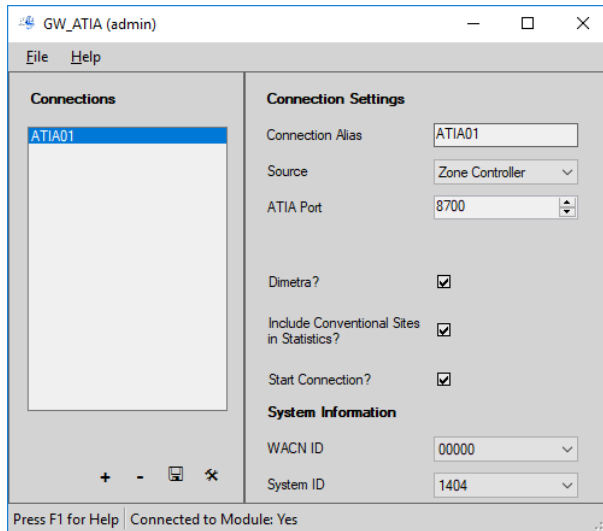 GW_ATIA (admin)
File Help
Connections
ATIA01
+ -
Connection Settings
Connection Alias ATIA01
Source Zone Controller
ATIA Port 8700
Dimetra?
Include Conventional Sites
in Statistics?
Start Connection?
System Information
WACN ID 00000
System ID 1404
Press F1 for Help Connected to Module: Yes